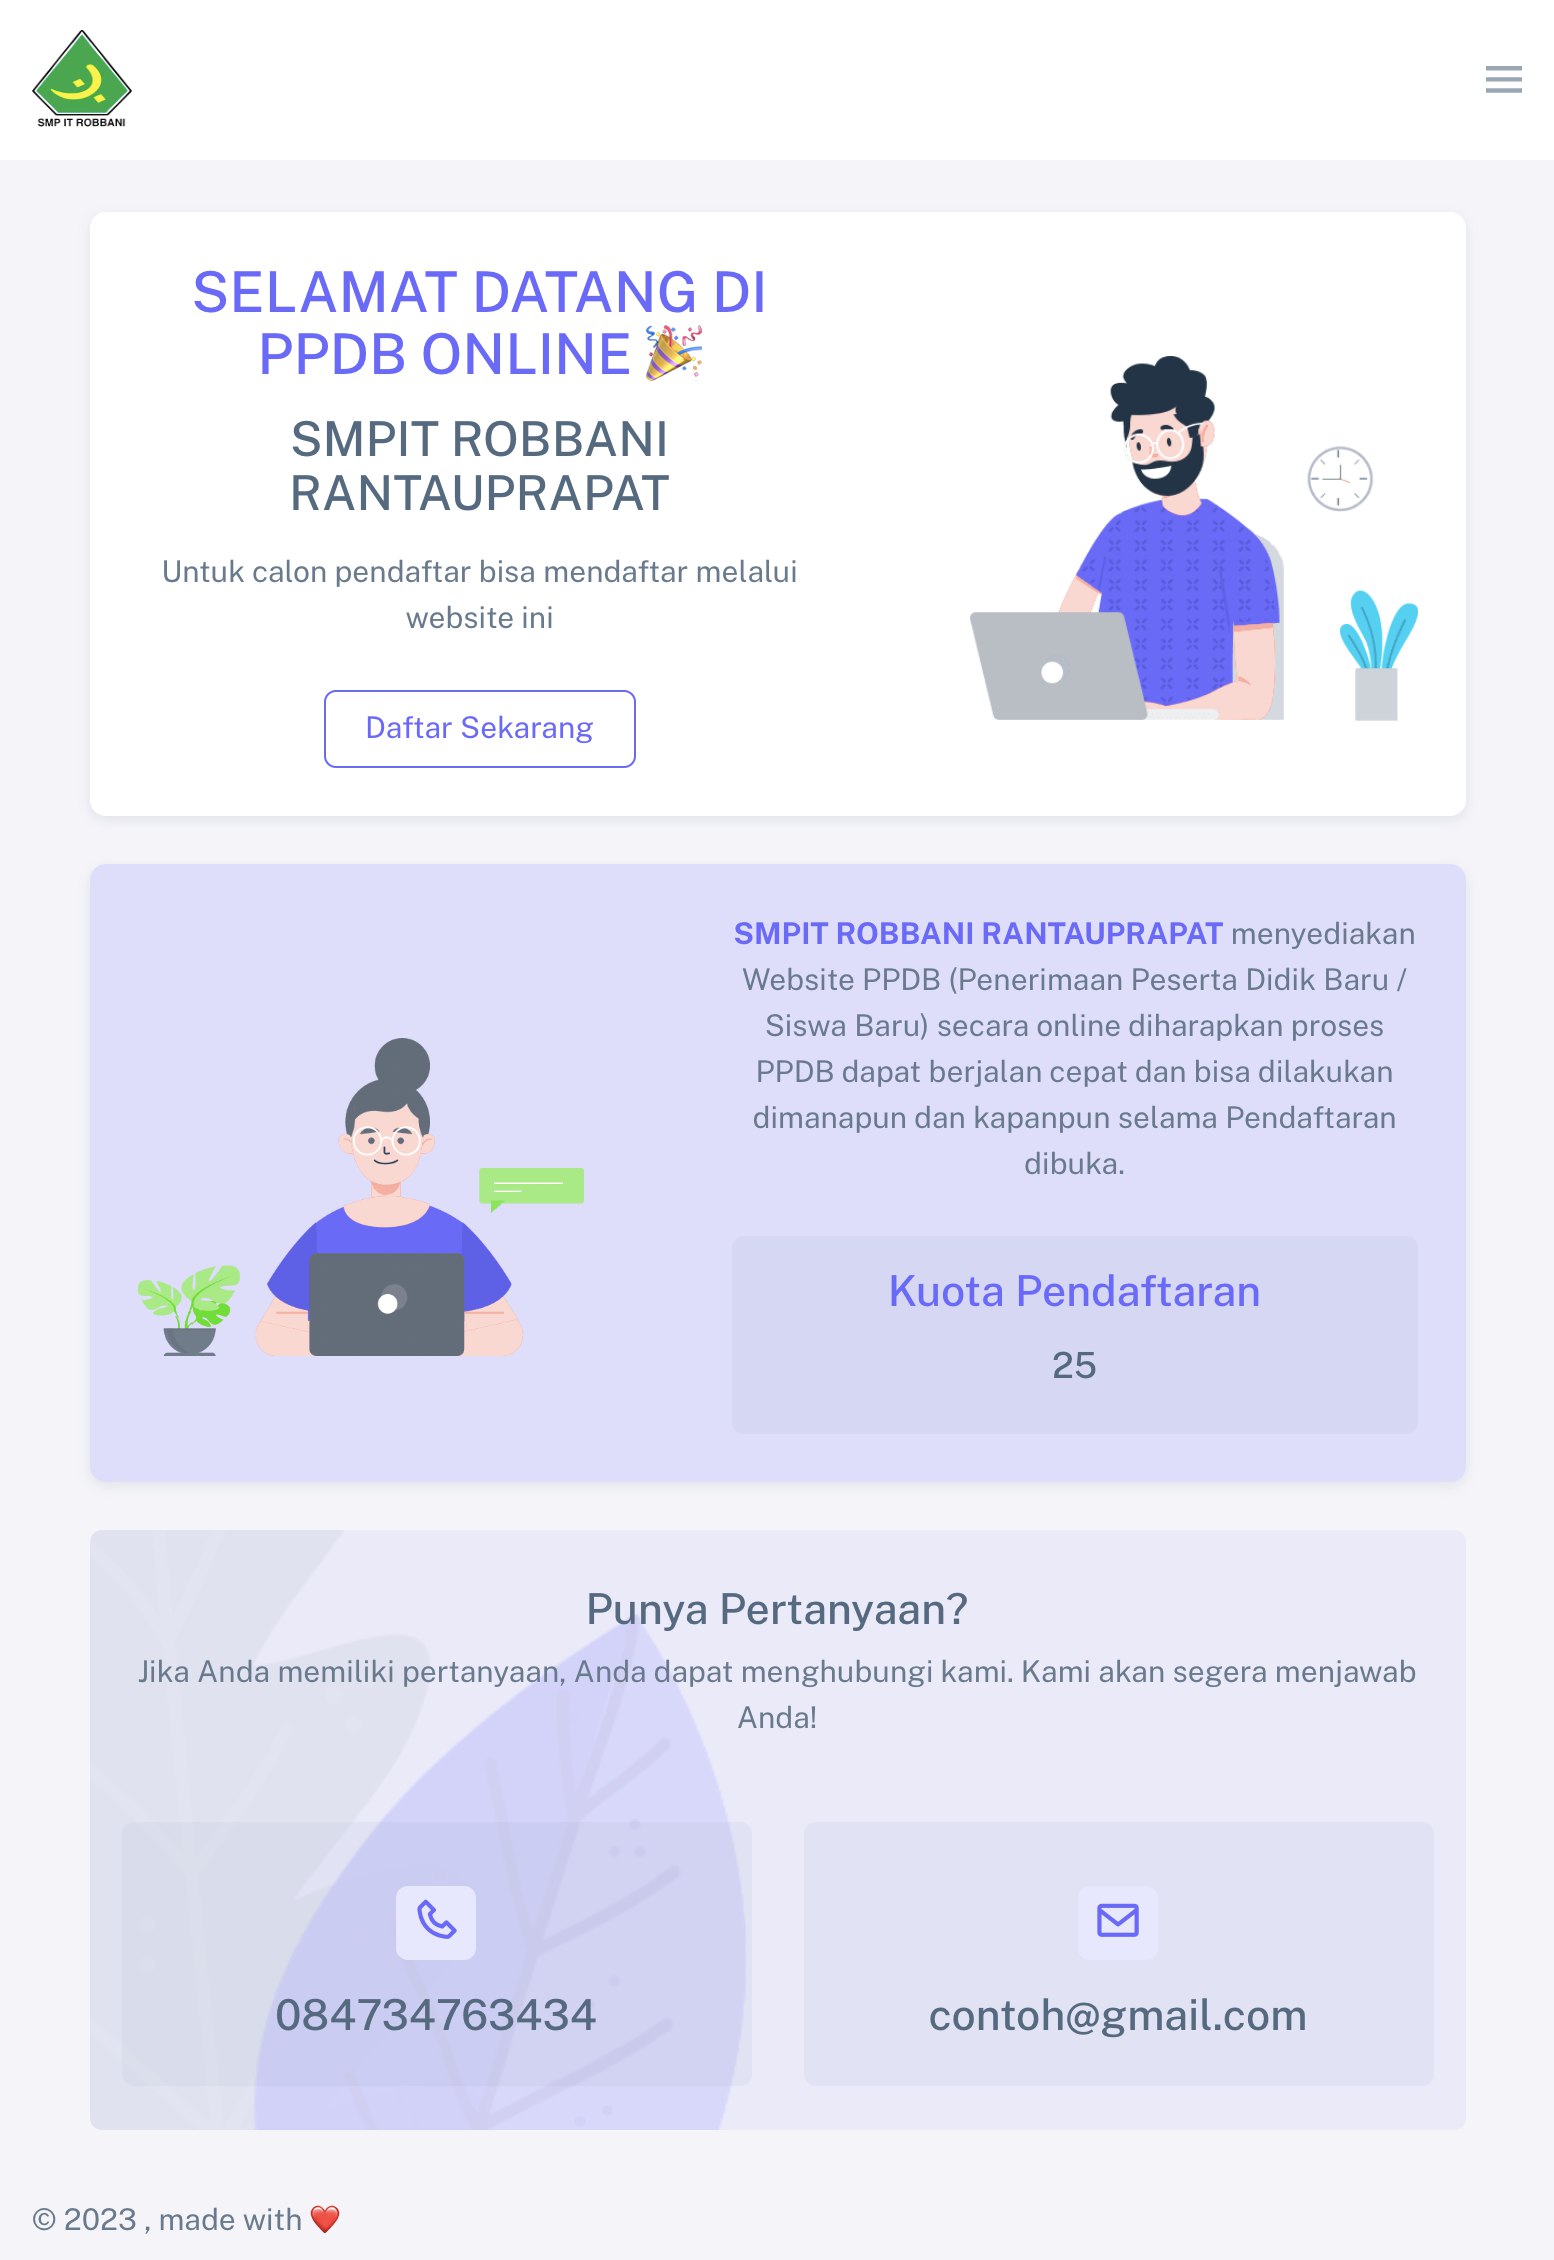 SMP IT ROBBANI
SELAMAT DATANG DI
PPDB ONLINE 🎉
SMPIT ROBBANI
RANTAUPRAPAT
Untuk calon pendaftar bisa mendaftar melalui
website ini
Daftar Sekarang
SMPIT ROBBANI RANTAUPRAPAT menyediakan
Website PPDB (Penerimaan Peserta Didik Baru /
Siswa Baru) secara online diharapkan proses
PPDB dapat berjalan cepat dan bisa dilakukan
dimanapun dan kapanpun selama Pendaftaran
dibuka.
Kuota Pendaftaran
25
Punya Pertanyaan?
Jika Anda memiliki pertanyaan, Anda dapat menghubungi kami. Kami akan segera menjawab
Anda!
084734763434
contoh@gmail.com
© 2023 , made with ❤️